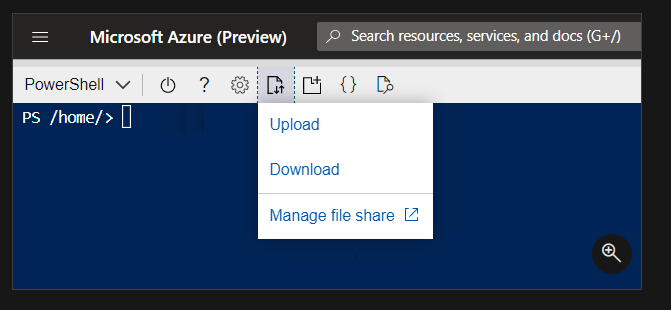 Microsoft Azure (Preview)
Search resources, services, and docs (G+/)
PowerShell
?
{}
PS /home/>
Upload
Download
Manage file share